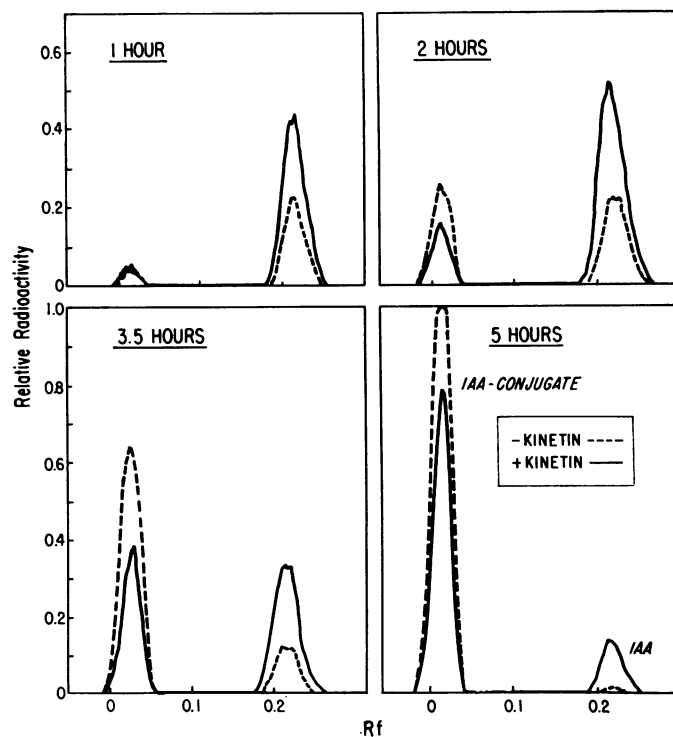 1 HOUR
2 HOURS
0.6
0.4
0.2
0
Relative Radioactivity
3.5 HOURS
5 HOURS
1.0
0.8
0.6
0.4
0.2
0
IAA-CONJUGATE
-KINETIN
+KINETIN
IAA
0 0.1 0.2
0 0.1 0.2
Rf